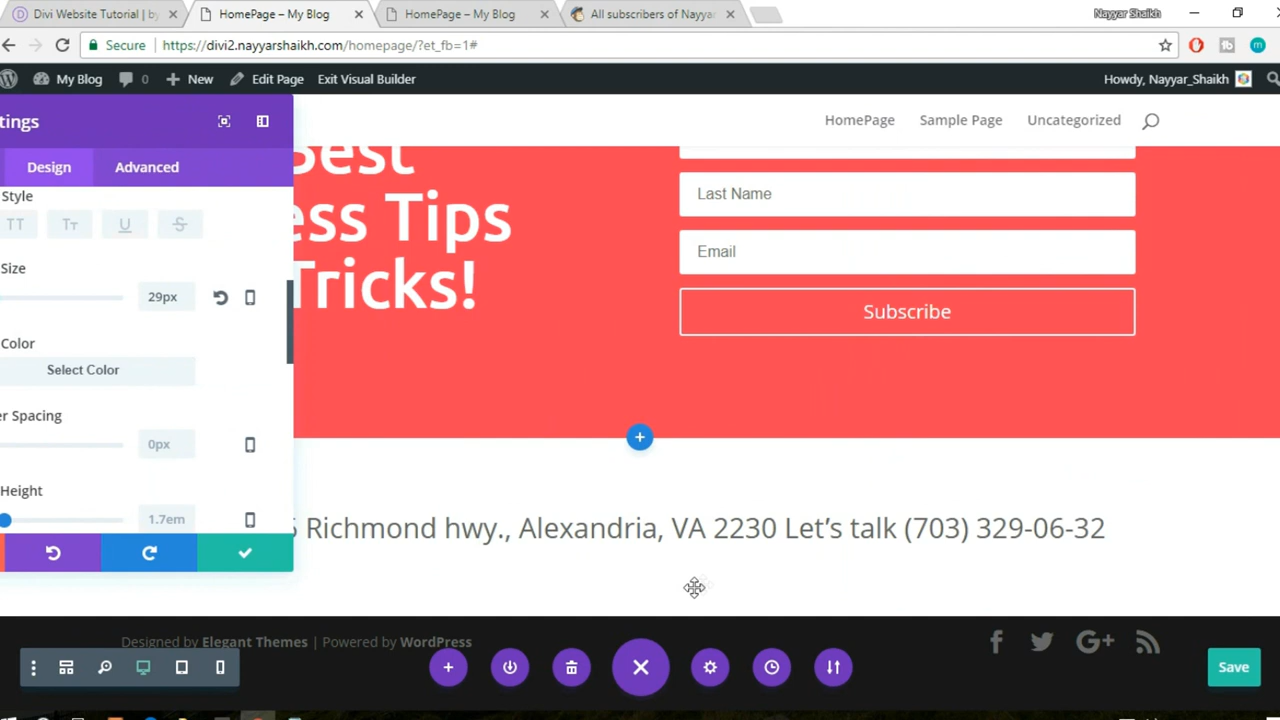 Divi Website Tutorial | by
HomePage – My Blog
HomePage – My Blog
All subscribers of Nayya
Nayyar Shaikh
Secure
https://divi2.nayyarshaikh.com/homepage/?et_fb=1#
My Blog
0
New
Edit Page
Exit Visual Builder
Howdy, Nayyar_Shaikh
tings
HomePage
Sample Page
Uncategorized
Design
Advanced
Best
ess Tips
Tricks!
Last Name
Email
Subscribe
Style
TT
Tт
U
S
Size
29px
Color
Select Color
er Spacing
0px
Height
1.7em
Richmond hwy., Alexandria, VA 2230 Let's talk (703) 329-06-32
Designed by Elegant Themes | Powered by WordPress
Save